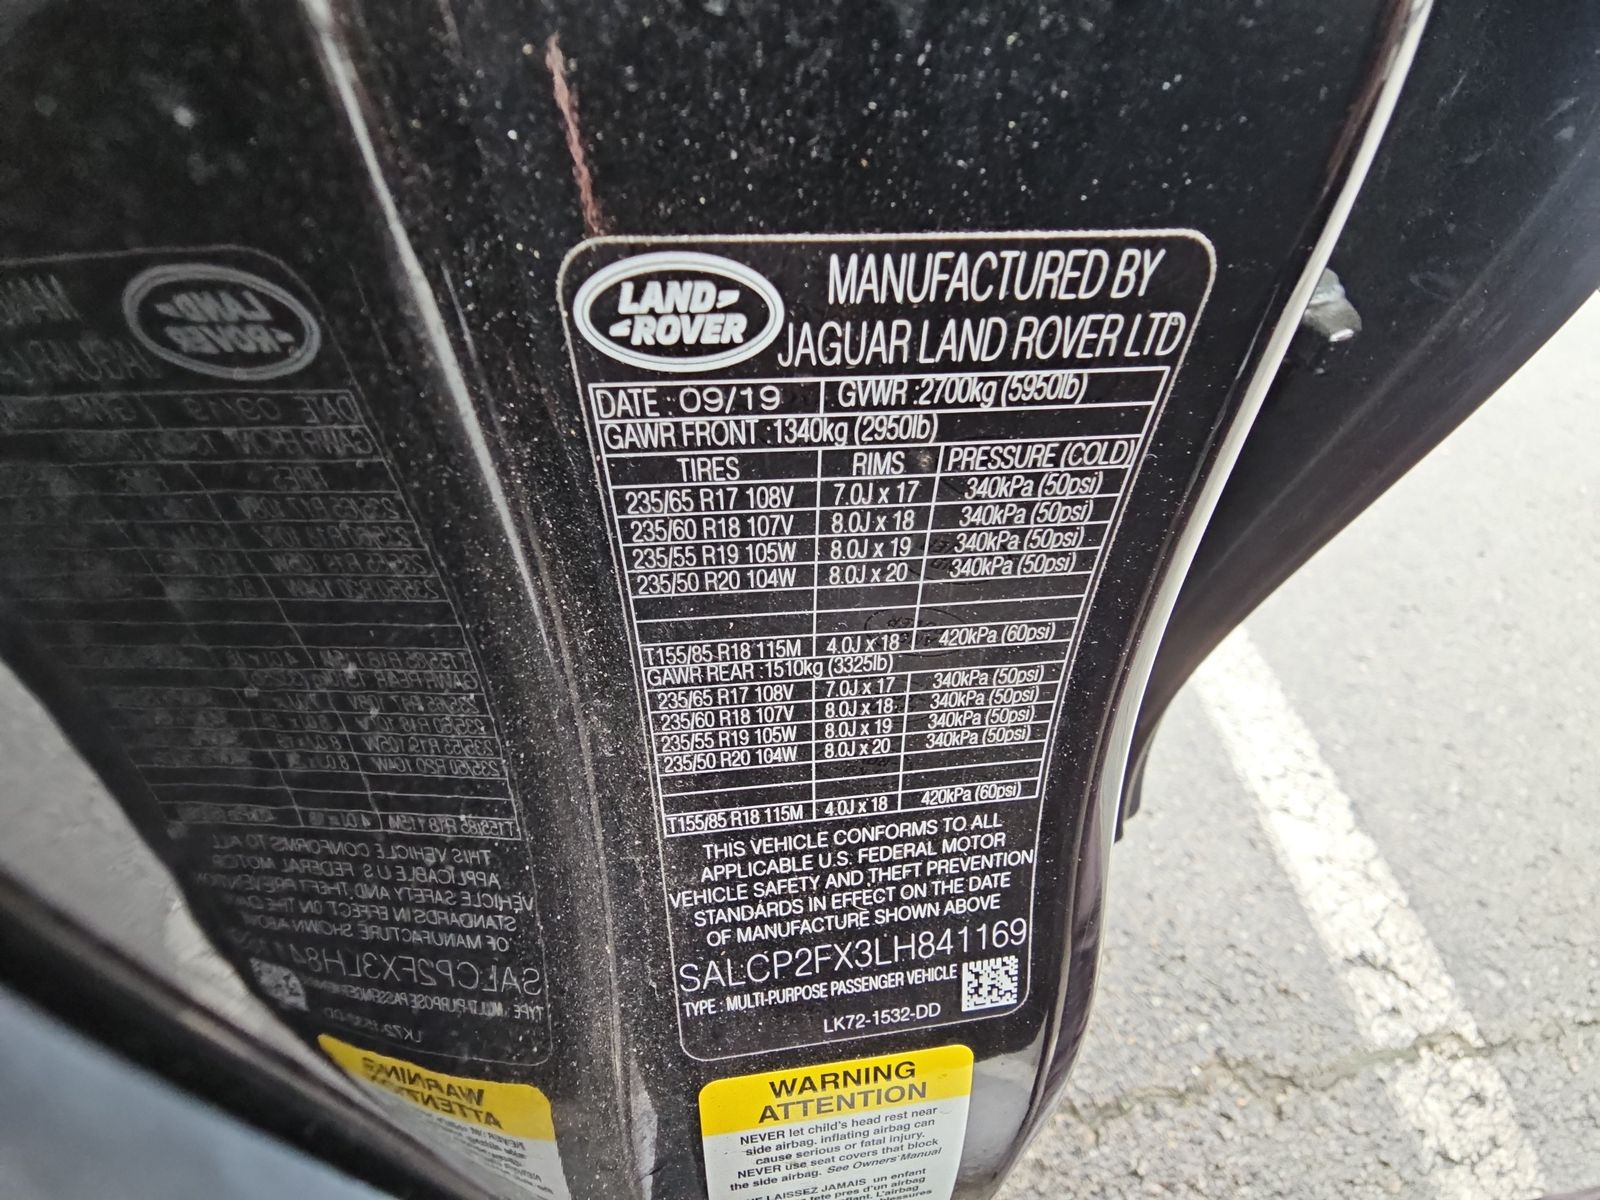 LAND
ROVER
MANUFACTURED BY
JAGUAR LAND ROVER LTD
DATE : 09/19 GVWR :2700kg (5950lb)
GAWR FRONT :1340kg (2950lb)
TIRES RIMS PRESSURE (COLD)
235/65 R17 108V 7.0J x 17 340kPa (50psi)
235/60 R18 107V 8.0J x 18 340kPa (50psi)
235/55 R19 105W 8.0J x 19 340kPa (50psi)
235/50 R20 104W 8.0J x 20 340kPa (50psi)
T155/85 R18 115M 4.0J x 18 420kPa (60psi)
GAWR REAR :1510kg (3325lb)
235/65 R17 108V 7.0J x 17 340kPa (50psi)
235/60 R18 107V 8.0J x 18 340kPa (50psi)
235/55 R19 105W 8.0J x 19 340kPa (50psi)
235/50 R20 104W 8.0J x 20 340kPa (50psi)
T155/85 R18 115M 4.0J x 18 420kPa (60psi)
THIS VEHICLE CONFORMS TO ALL
APPLICABLE U.S. FEDERAL MOTOR
VEHICLE SAFETY AND THEFT PREVENTION
STANDARDS IN EFFECT ON THE DATE
OF MANUFACTURE SHOWN ABOVE
SALCP2FX3LH841169
TYPE : MULTI-PURPOSE PASSENGER VEHICLE
LK72-1532-DD
WARNING
ATTENTION
NEVER let child's head rest near
side airbag. inflating airbag can
cause serious or fatal injury.
NEVER use seat covers that block
the side airbag. See Owners Manual
LAISSEZ JAMAIS un enfant
tete pres d'un airbag
L'airbag